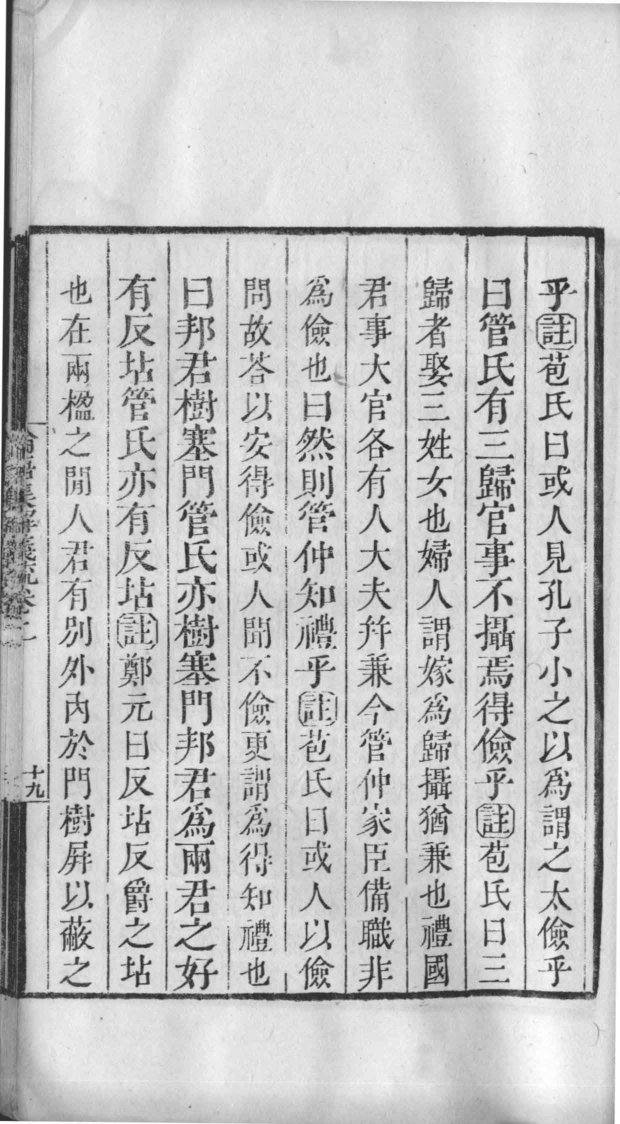 乎註苞氏曰或人見孔子小之以爲謂之太儉乎
曰管氏有三歸官事不攝焉得儉乎註苞氏曰三
歸者娶三姓女也婦人謂嫁爲歸攝猶兼也禮國
君事大官各有人大夫幷兼今管仲家臣備職非
爲儉也曰然則管仲知禮乎註苞氏曰或人以儉
問故荅以安得儉或人聞不儉更謂爲得知禮也
曰邦君樹塞門管氏亦樹塞門邦君爲兩君之好
有反坫管氏亦有反坫註鄭元曰反坫反爵之坫
也在兩楹之閒人君有別外內於門樹屏以蔽之
論語集解義疏卷二
十九